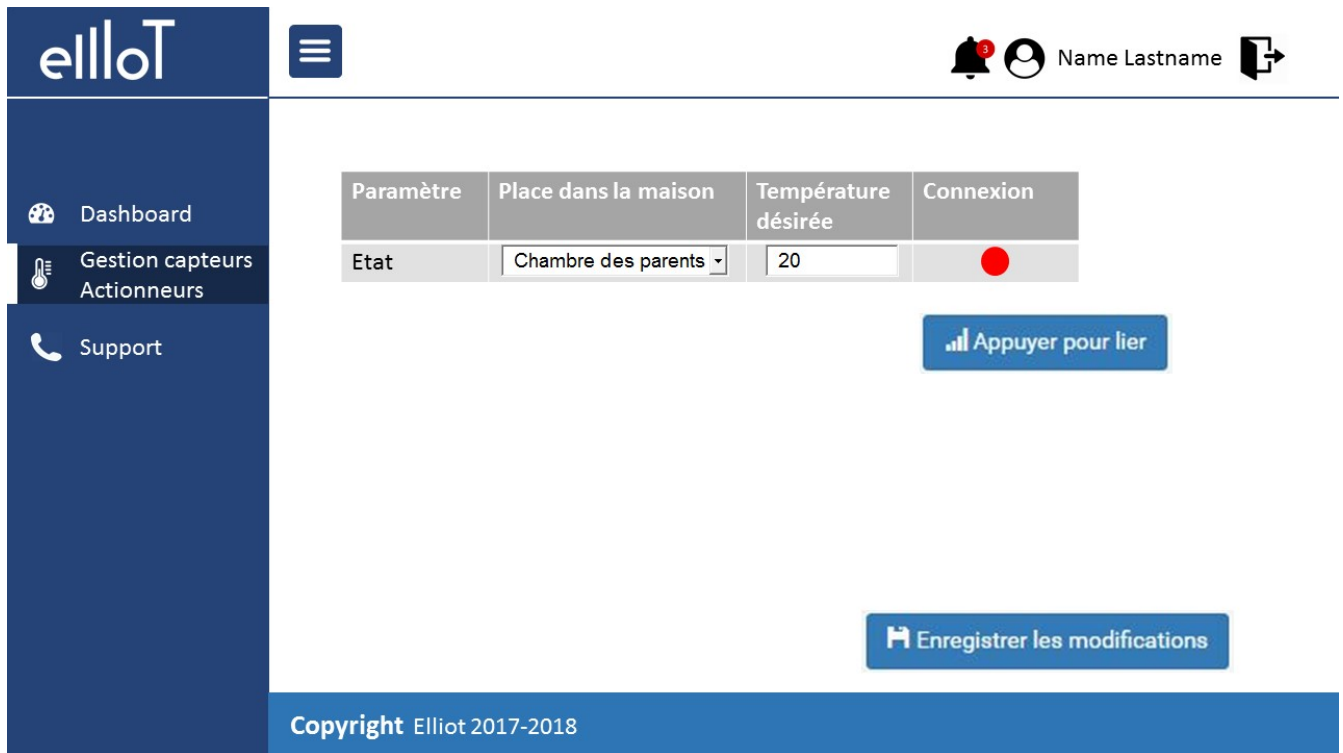 elIIoT
3
Name Lastname
Dashboard
Gestion capteurs
Actionneurs
Support
Paramètre Place dans la maison Température désirée Connexion
Etat Chambre des parents 20
Appuyer pour lier
Enregistrer les modifications
Copyright Elliot 2017-2018